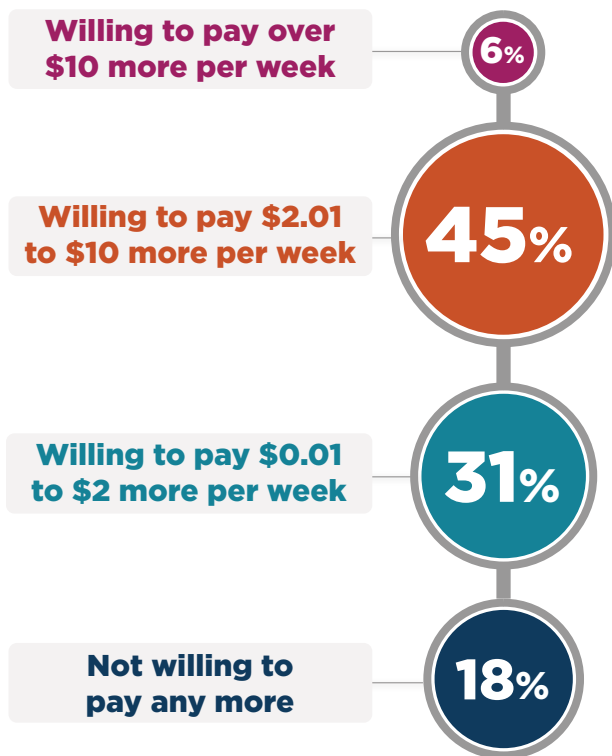 Willing to pay over
$10 more per week
6%
Willing to pay $2.01
to $10 more per week
45%
Willing to pay $0.01
to $2 more per week
31%
Not willing to
pay any more
18%